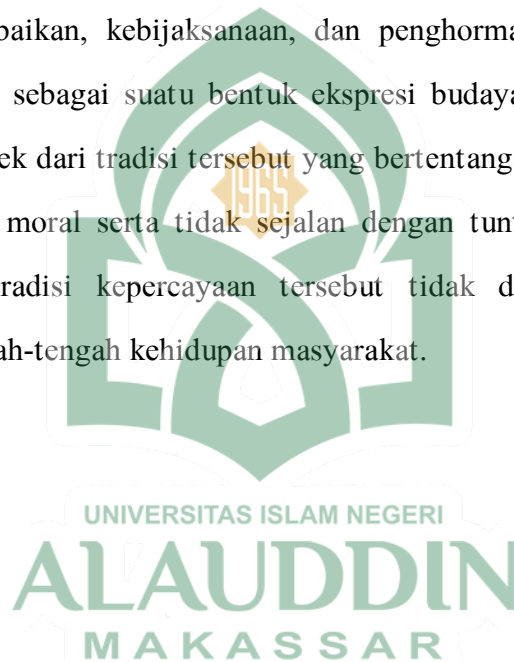 baikan, kebijaksanaan, dan penghorma
sebagai suatu bentuk ekspresi budaya
ek dari tradisi tersebut yang bertentang
1965
moral serta tidak sejalan dengan tun
radisi kepercayaan tersebut tidak d
ah-tengah kehidupan masyarakat.
UNIVERSITAS ISLAM NEGERI
ALAUDDIN
MAKASSAR